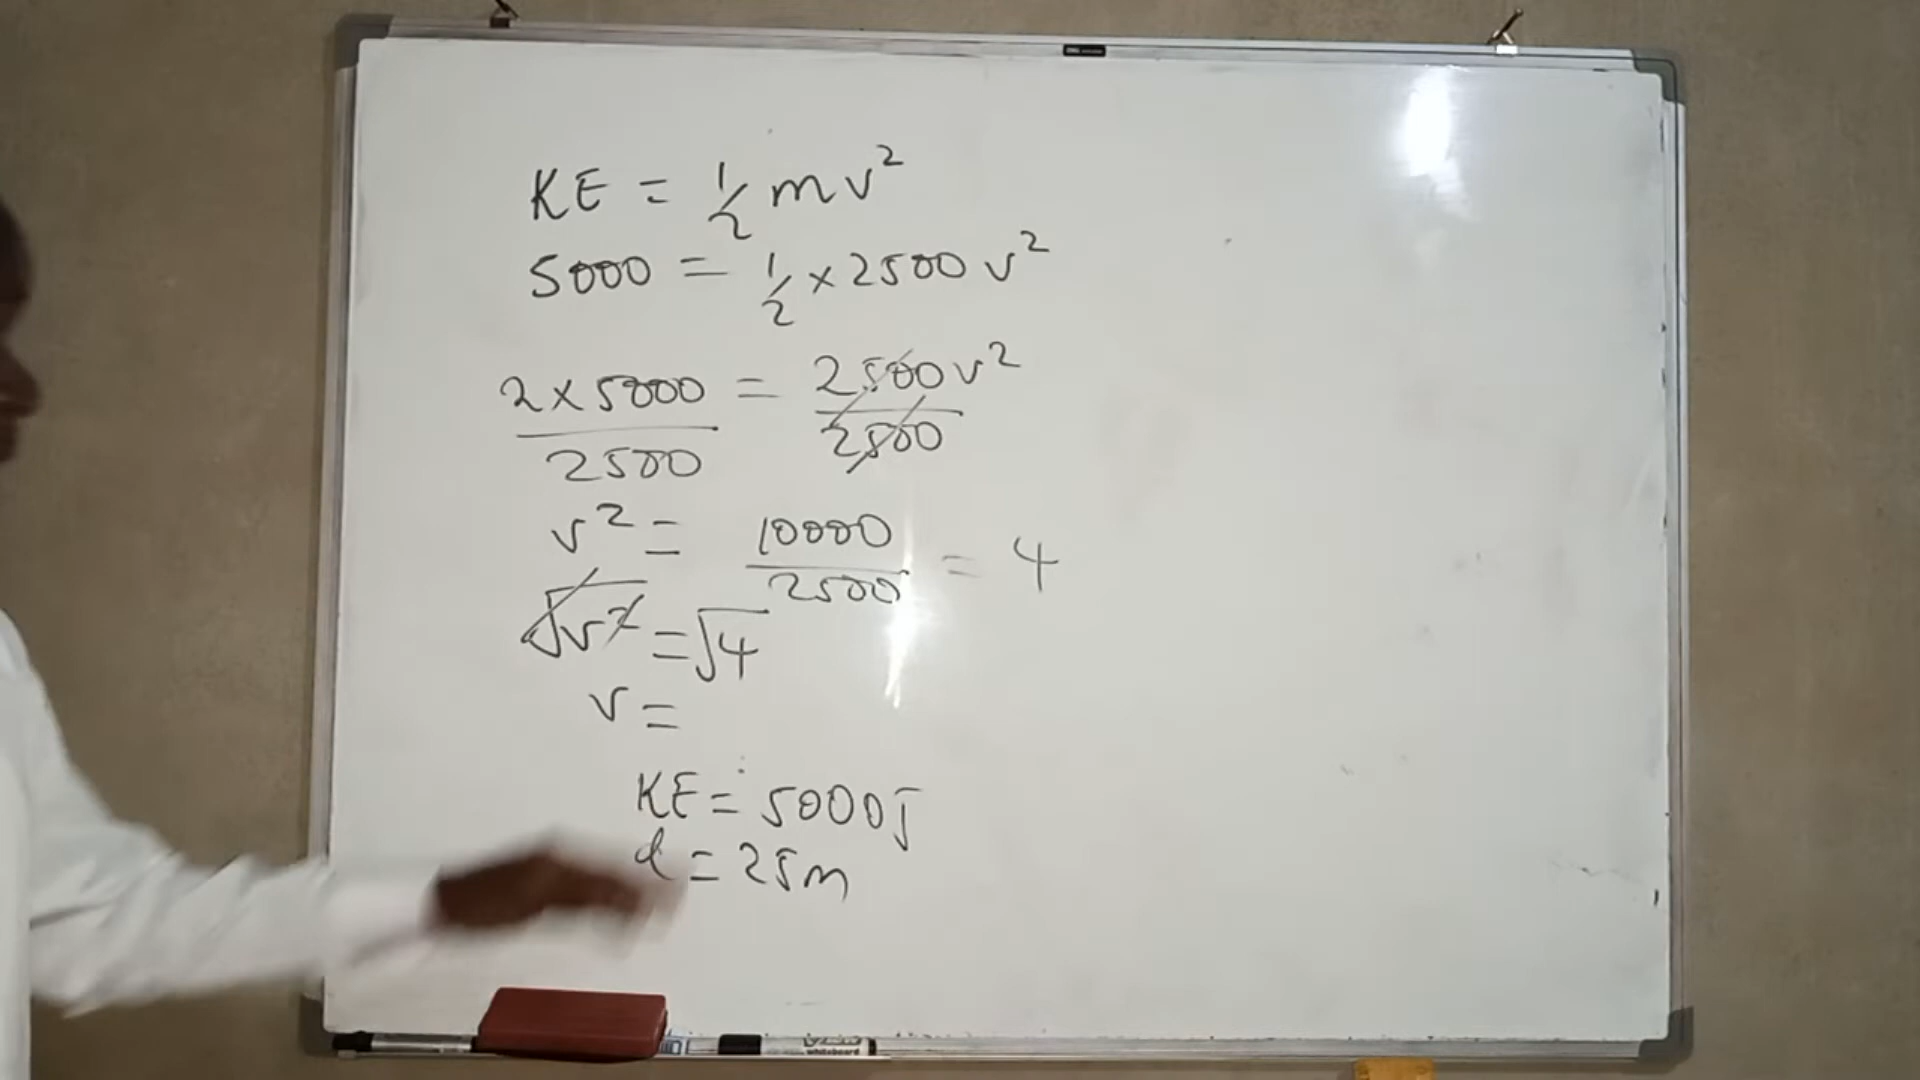 KE = 1/2 mv²
5000 = 1/2 × 2500 v²
2 × 5000 / 2500 = 2500 v² / 2500
v² = 10000 / 2500 = 4
√v² = √4
v =
KE = 5000J
d = 25m
whiteboard